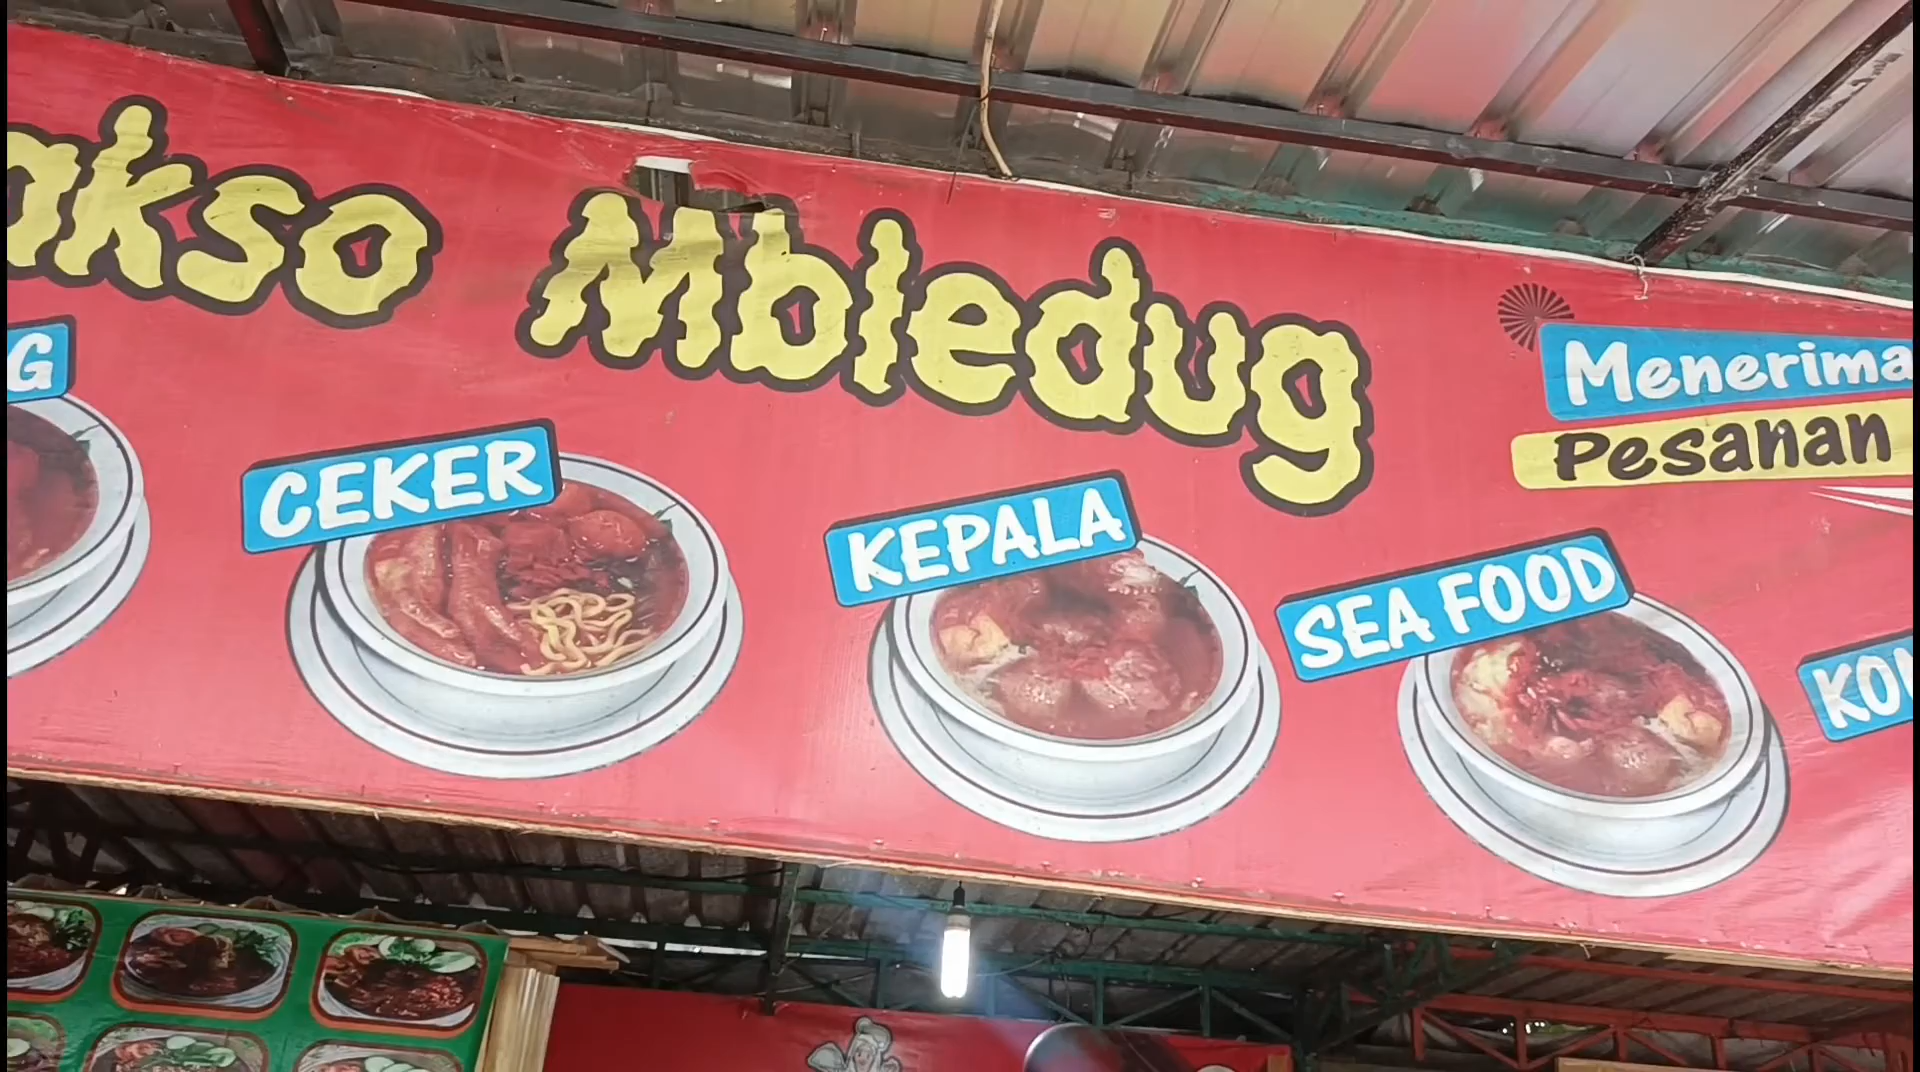 akso Mbledug
Menerima
Pesanan
G
CEKER
KEPALA
SEA FOOD